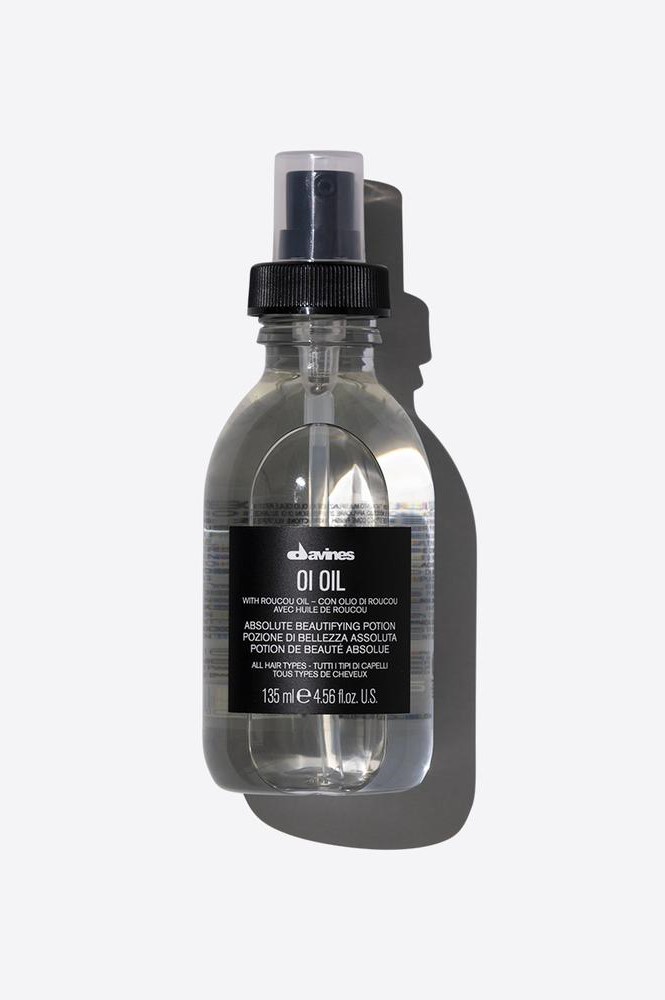 davines
OI OIL
WITH ROUCOU OIL – CON OLIO DI ROUCOU
AVEC HUILE DE ROUCOU
ABSOLUTE BEAUTIFYING POTION
POZIONE DI BELLEZZA ASSOLUTA
POTION DE BEAUTÉ ABSOLUE
ALL HAIR TYPES - TUTTI I TIPI DI CAPELLI
TOUS TYPES DE CHEVEUX
135 ml ℮ 4.56 fl.oz. U.S.